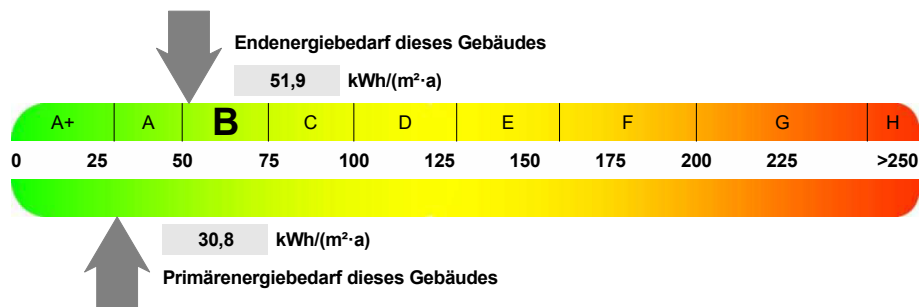 Endenergiebedarf dieses Gebäudes
51,9 kWh/(m²·a)
A+ A B C D E F G H
0 25 50 75 100 125 150 175 200 225 >250
30,8 kWh/(m²·a)
Primärenergiebedarf dieses Gebäudes